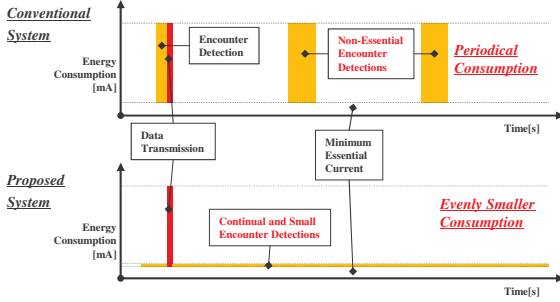 Conventional
System
Encounter
Detection
Non-Essential
Encounter
Detections
Periodical
Consumption
Energy
Consumption
[mA]
Time[s]
Data
Transmission
Minimum
Essential
Current
Proposed
System
Energy
Consumption
[mA]
Continual and Small
Encounter Detections
Evenly Smaller
Consumption
Time[s]